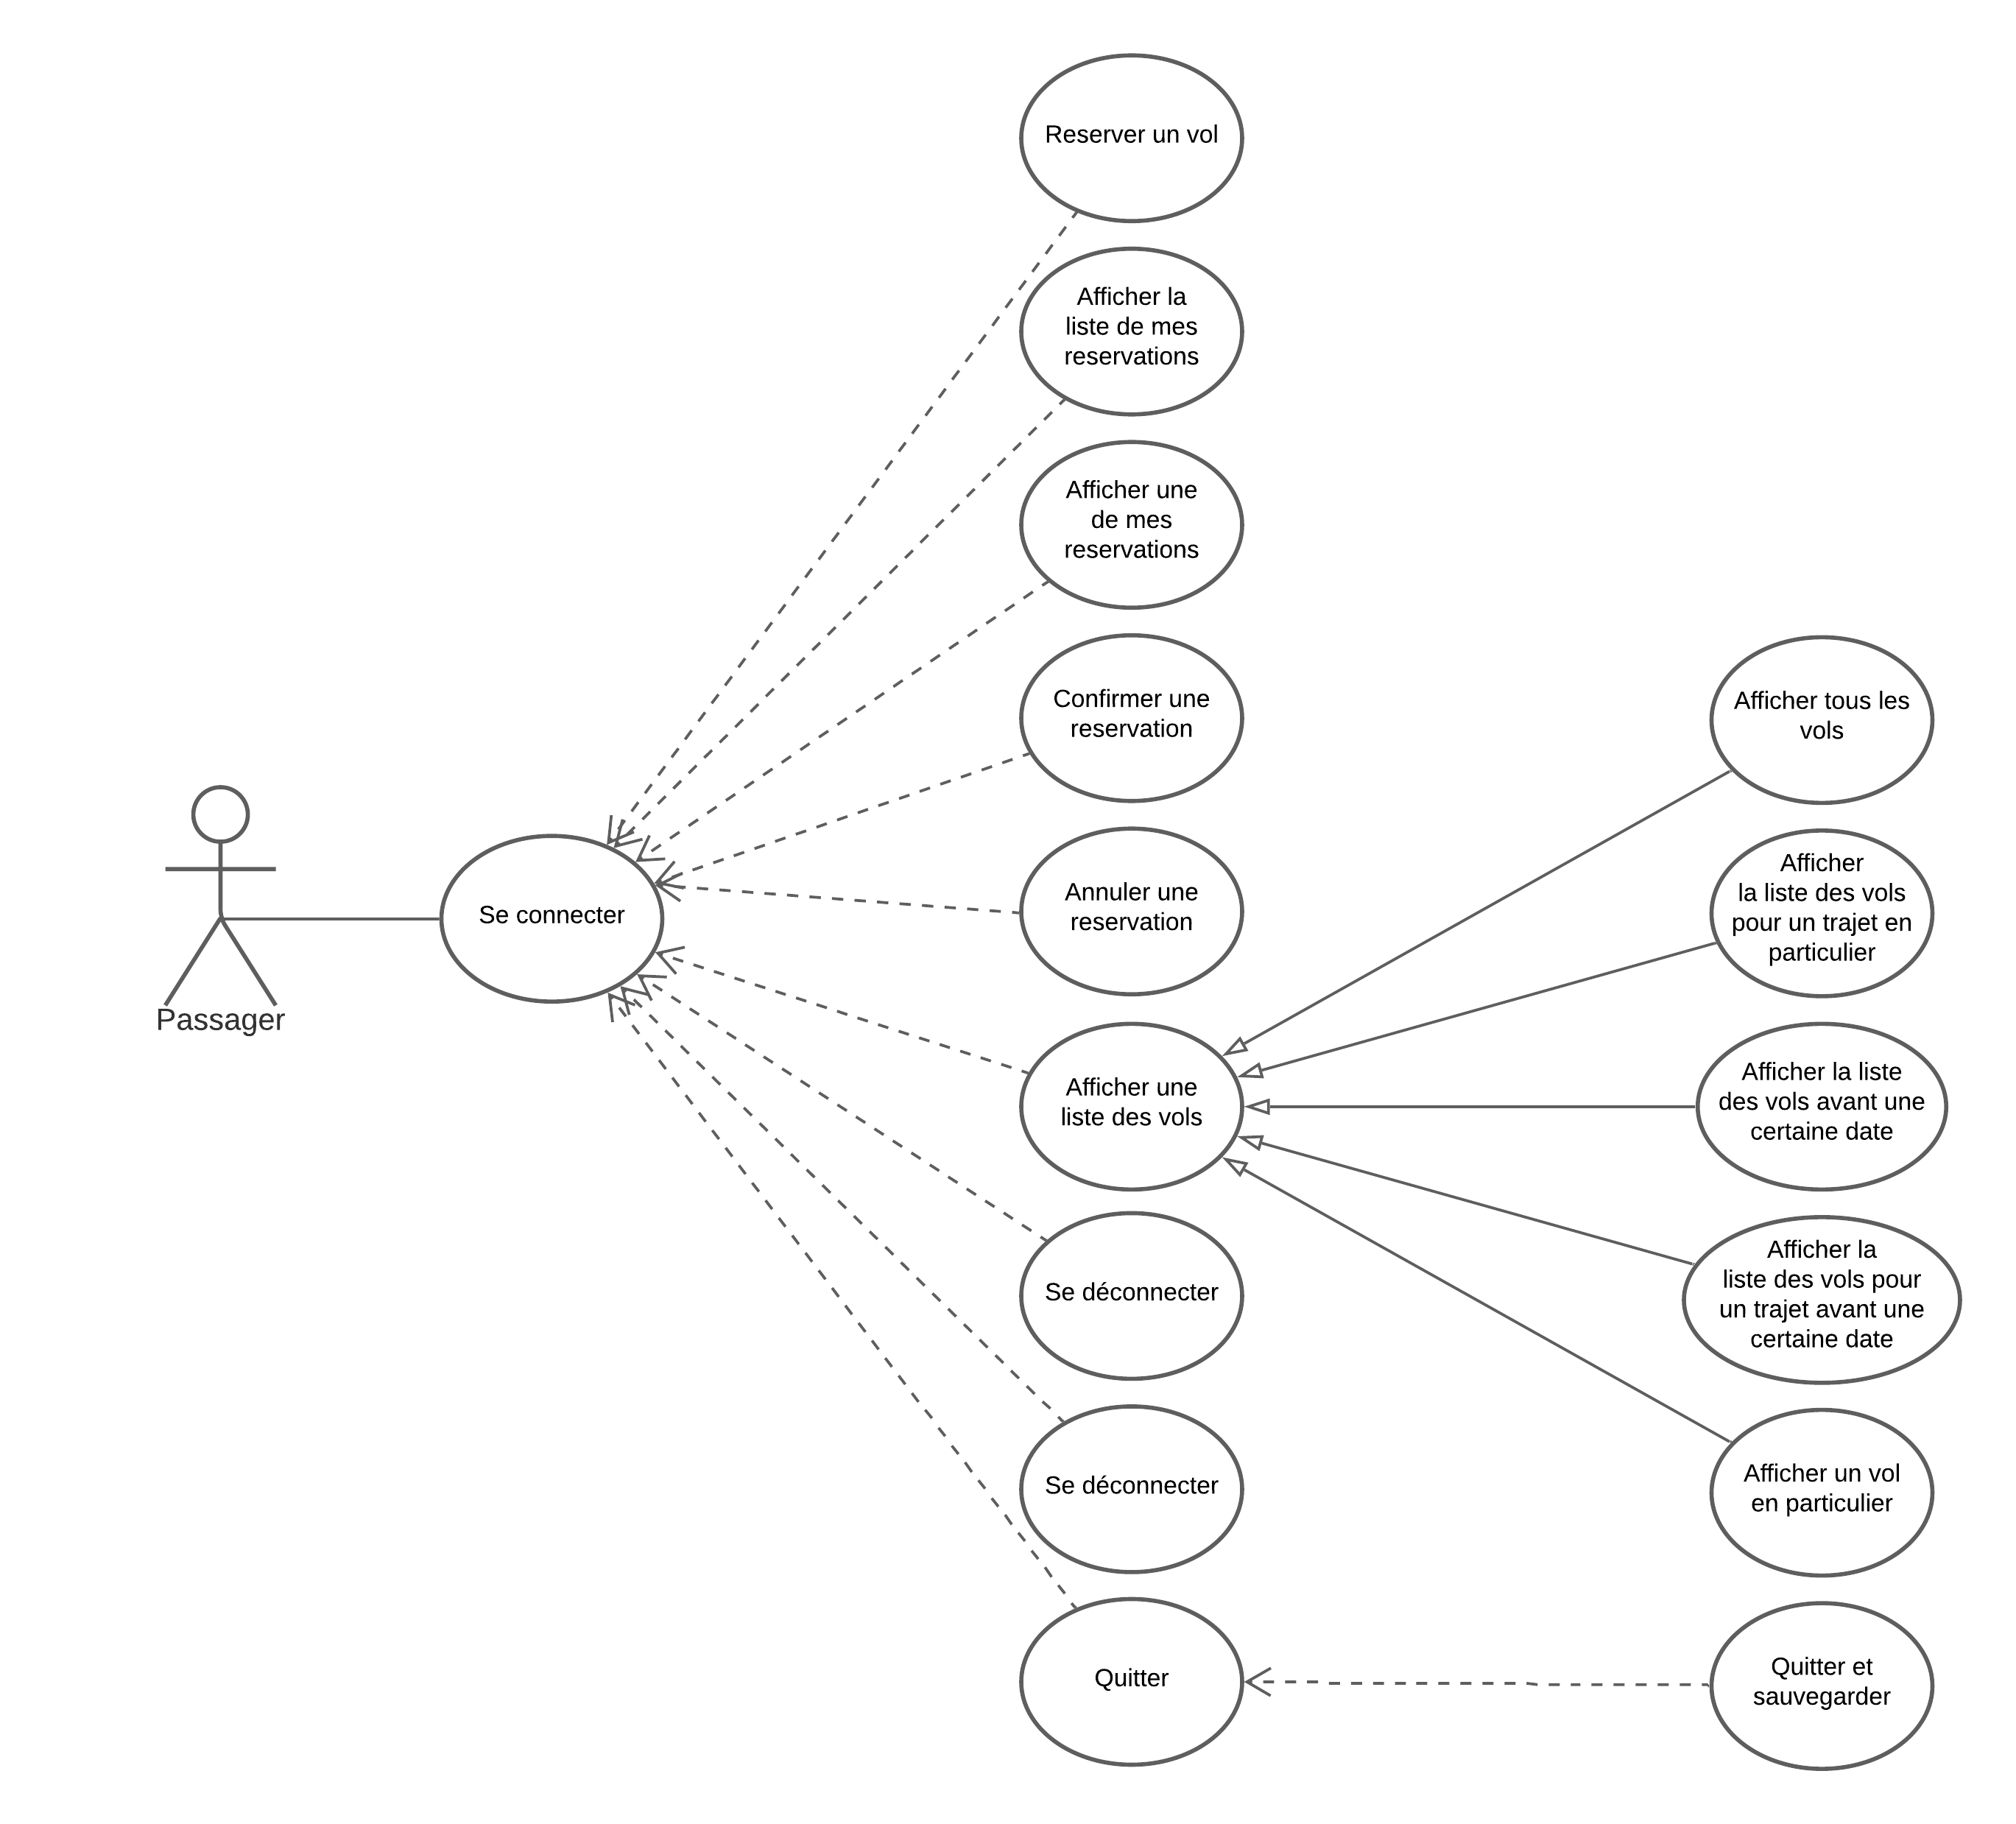 Reserver un vol
Afficher la
liste de mes
reservations
Afficher une
de mes
reservations
Confirmer une
reservation
Annuler une
reservation
Afficher une
liste des vols
Se déconnecter
Se déconnecter
Quitter
Se connecter
Passager
Afficher tous les
vols
Afficher
la liste des vols
pour un trajet en
particulier
Afficher la liste
des vols avant une
certaine date
Afficher la
liste des vols pour
un trajet avant une
certaine date
Afficher un vol
en particulier
Quitter et
sauvegarder